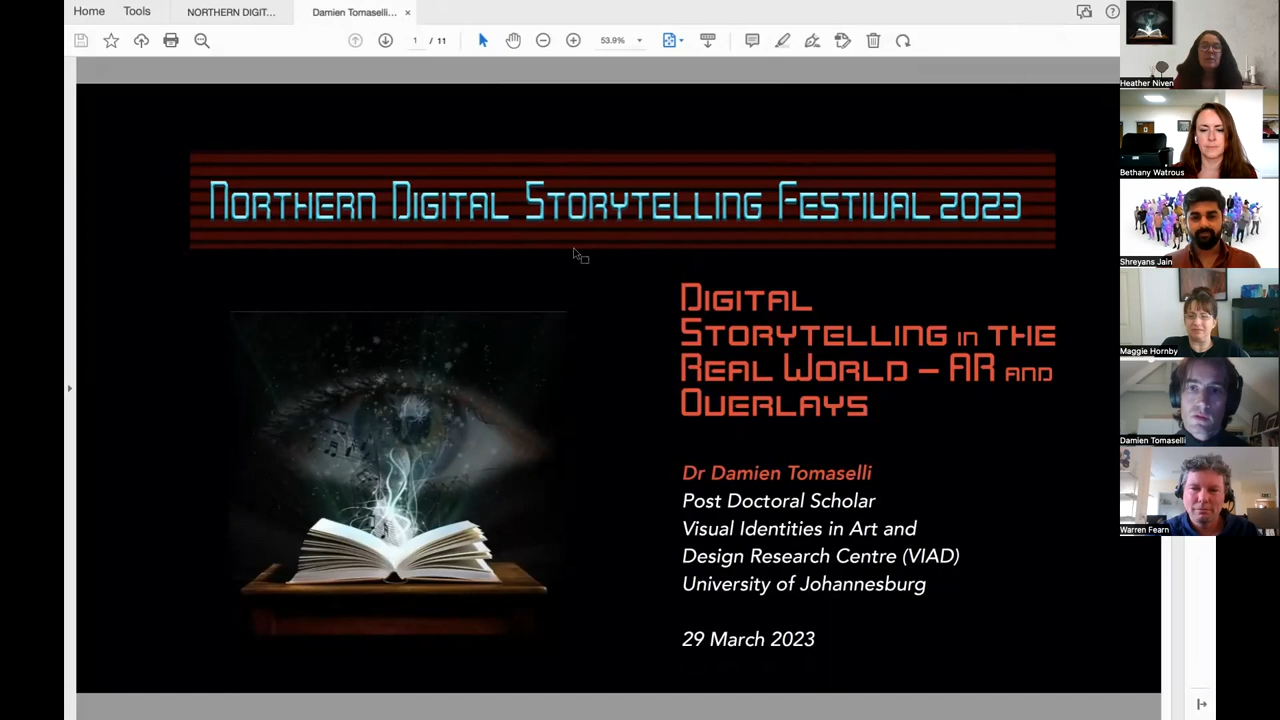 Home
Tools
NORTHERN DIGIT...
Damien Tomaselli...
1 / 11
53.9%
NORTHERN DIGITAL STORYTELLING FESTIVAL 2023
DIGITAL
STORYTELLING IN THE
REAL WORLD – AR AND
OVERLAYS
Dr Damien Tomaselli
Post Doctoral Scholar
Visual Identities in Art and
Design Research Centre (VIAD)
University of Johannesburg
29 March 2023
Heather Niven
Bethany Watrous
Shreyans Jain
Maggie Hornby
Damien Tomaselli
Warren Fearn